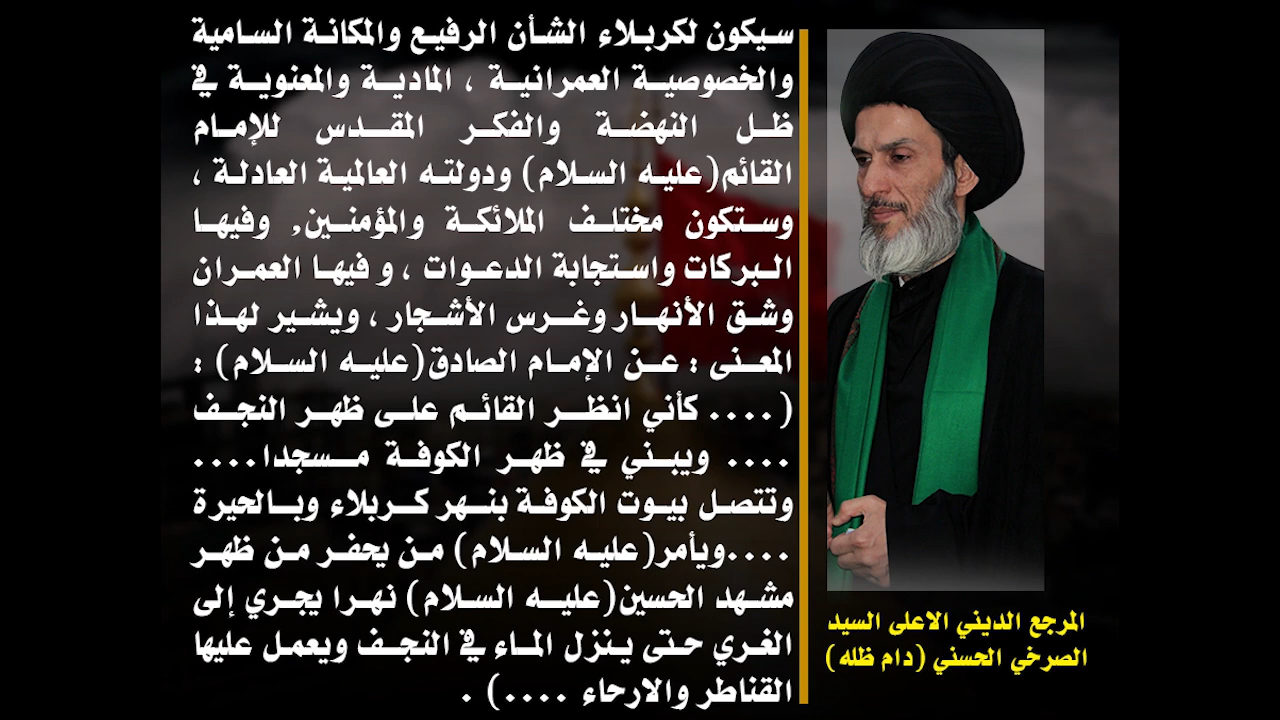 سيكون لكربلاء الشأن الرفيع والمكانة السامية
والخصوصية العمرانية ، المادية والمعنوية في
ظل النهضة والفكر المقدس للإمام
القائم(عليه السلام) ودولته العالمية العادلة ،
وستكون مختلف الملائكة والمؤمنين, وفيها
البركات واستجابة الدعوات ، و فيها العمران
وشق الأنهار وغرس الأشجار ، ويشير لهذا
المعنى : عن الإمام الصادق(عليه السلام) :
(.... كأني انظر القائم على ظهر النجف
.... ويبني في ظهر الكوفة مسجدا....
وتتصل بيوت الكوفة بنهر كربلاء وبالحيرة
....ويأمر(عليه السلام) من يحفر من ظهر
مشهد الحسين(عليه السلام) نهرا يجري إلى
الغري حتى ينزل الماء في النجف ويعمل عليها
القناطر والارحاء ....) .
المرجع الديني الاعلى السيد
الصرخي الحسني (دام ظله)